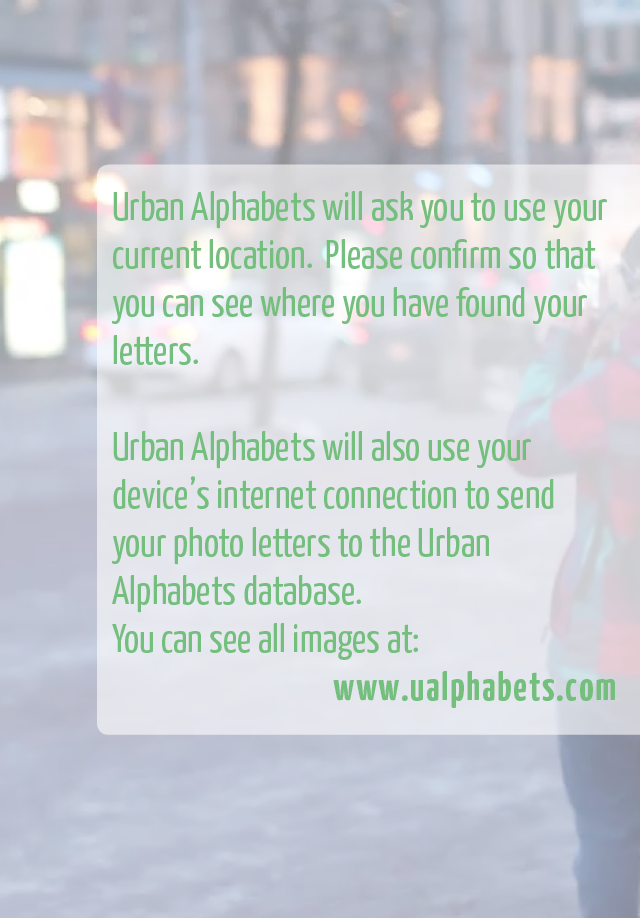 Urban Alphabets will ask you to use your
current location.  Please confirm so that
you can see where you have found your
letters.
Urban Alphabets will also use your
device’s internet connection to send
your photo letters to the Urban
Alphabets database.
You can see all images at:
www.ualphabets.com